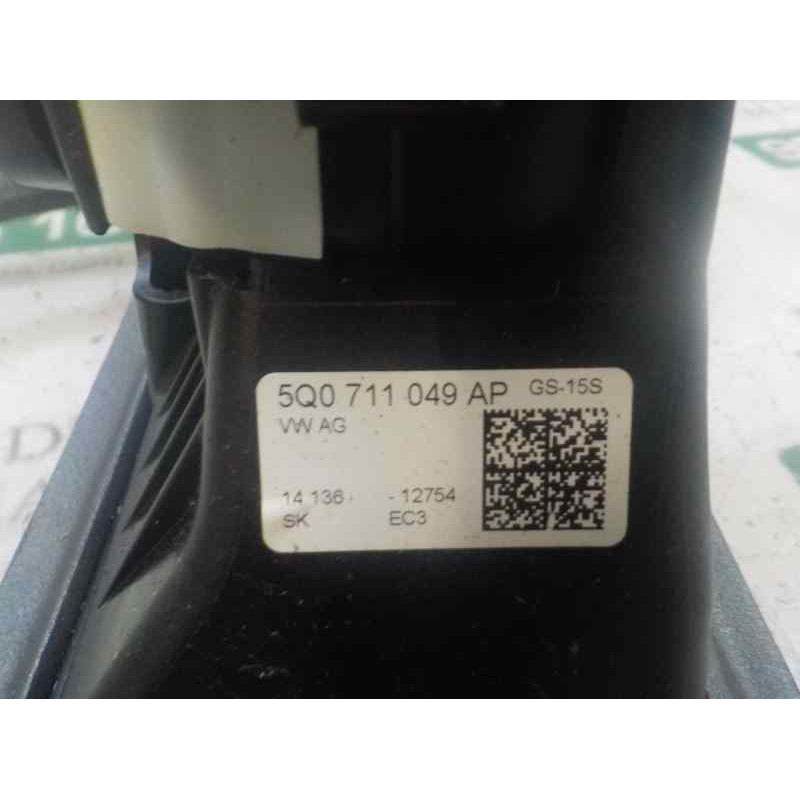 5Q0 711 049 AP GS-15S
VW AG
14 136 - 12754
SK EC3